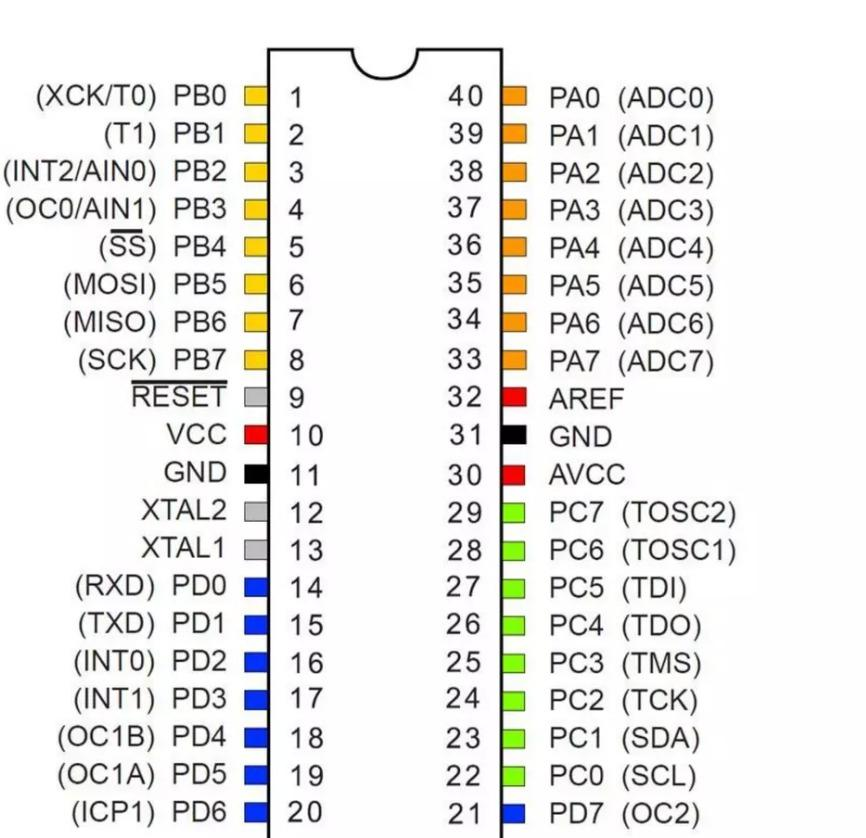 (XCK/T0) PB0 1 40 PA0 (ADC0)
(T1) PB1 2 39 PA1 (ADC1)
(INT2/AIN0) PB2 3 38 PA2 (ADC2)
(OC0/AIN1) PB3 4 37 PA3 (ADC3)
(S̅S̅) PB4 5 36 PA4 (ADC4)
(MOSI) PB5 6 35 PA5 (ADC5)
(MISO) PB6 7 34 PA6 (ADC6)
(SCK) PB7 8 33 PA7 (ADC7)
R̅E̅S̅E̅T̅ 9 32 AREF
VCC 10 31 GND
GND 11 30 AVCC
XTAL2 12 29 PC7 (TOSC2)
XTAL1 13 28 PC6 (TOSC1)
(RXD) PD0 14 27 PC5 (TDI)
(TXD) PD1 15 26 PC4 (TDO)
(INT0) PD2 16 25 PC3 (TMS)
(INT1) PD3 17 24 PC2 (TCK)
(OC1B) PD4 18 23 PC1 (SDA)
(OC1A) PD5 19 22 PC0 (SCL)
(ICP1) PD6 20 21 PD7 (OC2)